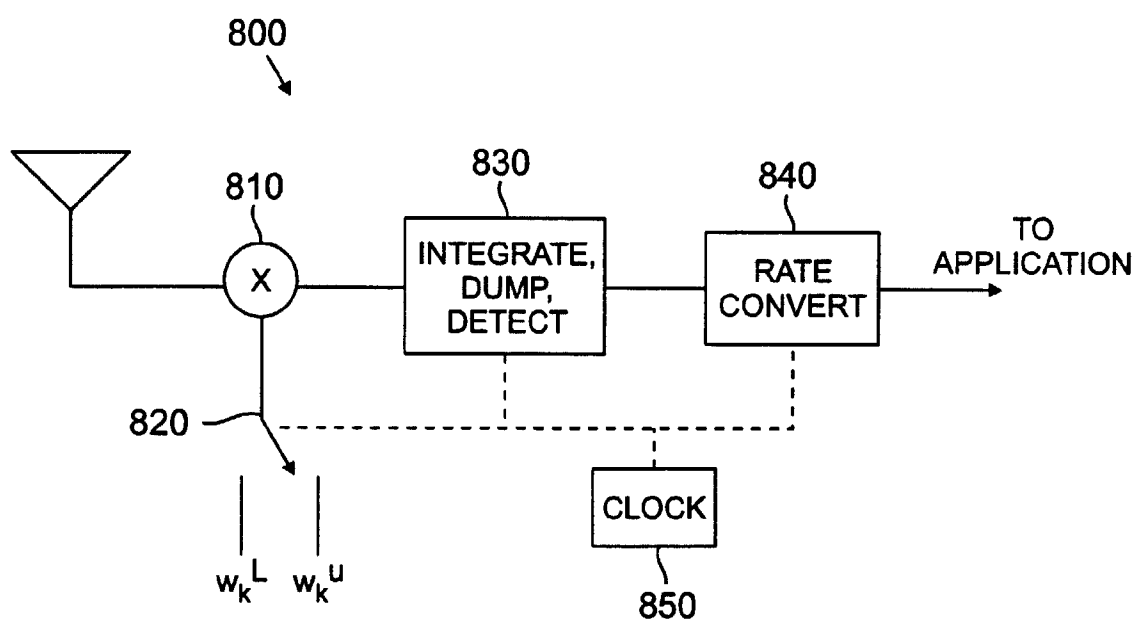 800
810
X
830
INTEGRATE,
DUMP,
DETECT
840
RATE
CONVERT
TO
APPLICATION
820
w_k^L
w_k^u
CLOCK
850